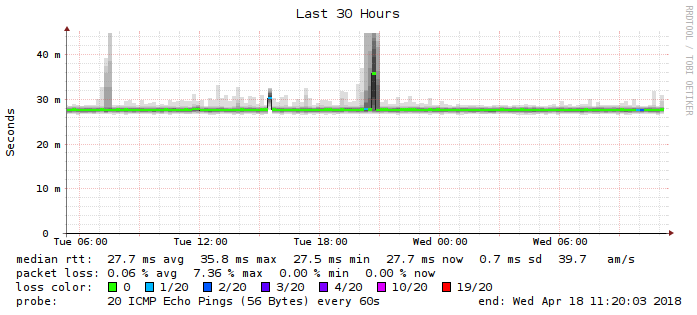 Last 30 Hours
RRDTOOL / TOBI OETIKER
Seconds
40 m
30 m
20 m
10 m
0
Tue 06:00 Tue 12:00 Tue 18:00 Wed 00:00 Wed 06:00
median rtt: 27.7 ms avg 35.8 ms max 27.5 ms min 27.7 ms now 0.7 ms sd 39.7 am/s
packet loss: 0.06 % avg 7.36 % max 0.00 % min 0.00 % now
loss color: 0 1/20 2/20 3/20 4/20 10/20 19/20
probe: 20 ICMP Echo Pings (56 Bytes) every 60s end: Wed Apr 18 11:20:03 2018